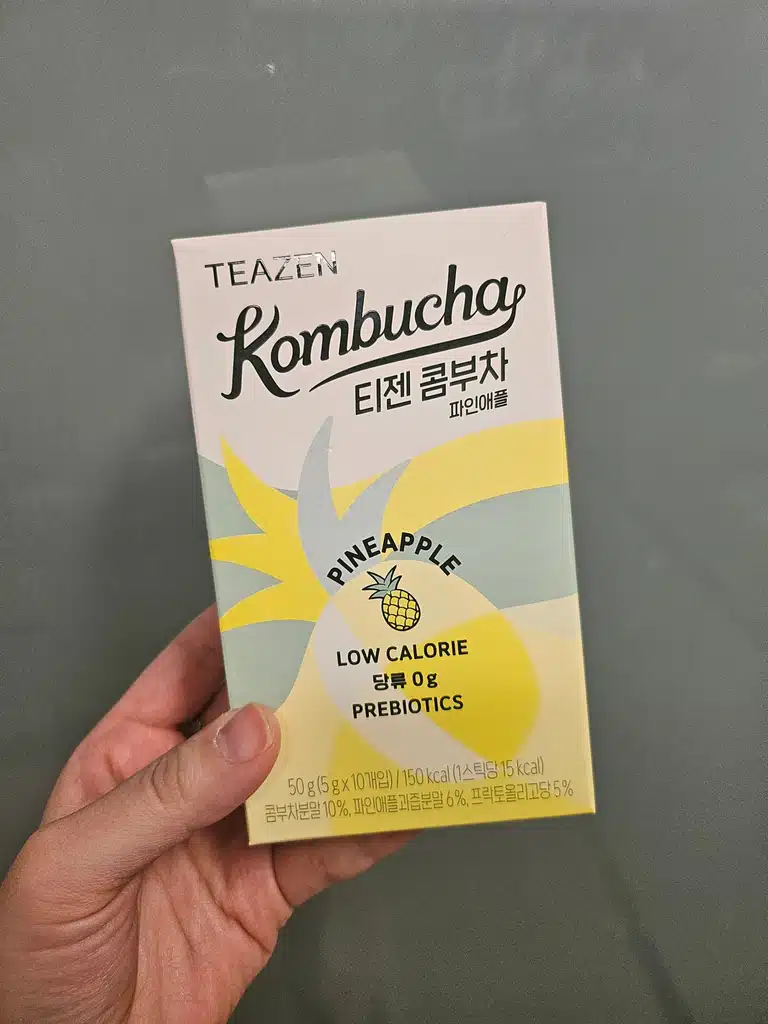 TEAZEN
Kombucha
티젠 콤부차
파인애플
PINEAPPLE
LOW CALORIE
당류 0g
PREBIOTICS
50 g (5 g x 10개입) / 150 kcal (1스틱당 15 kcal)
콤부차분말 10%, 파인애플과즙분말 6%, 프락토올리고당 5%